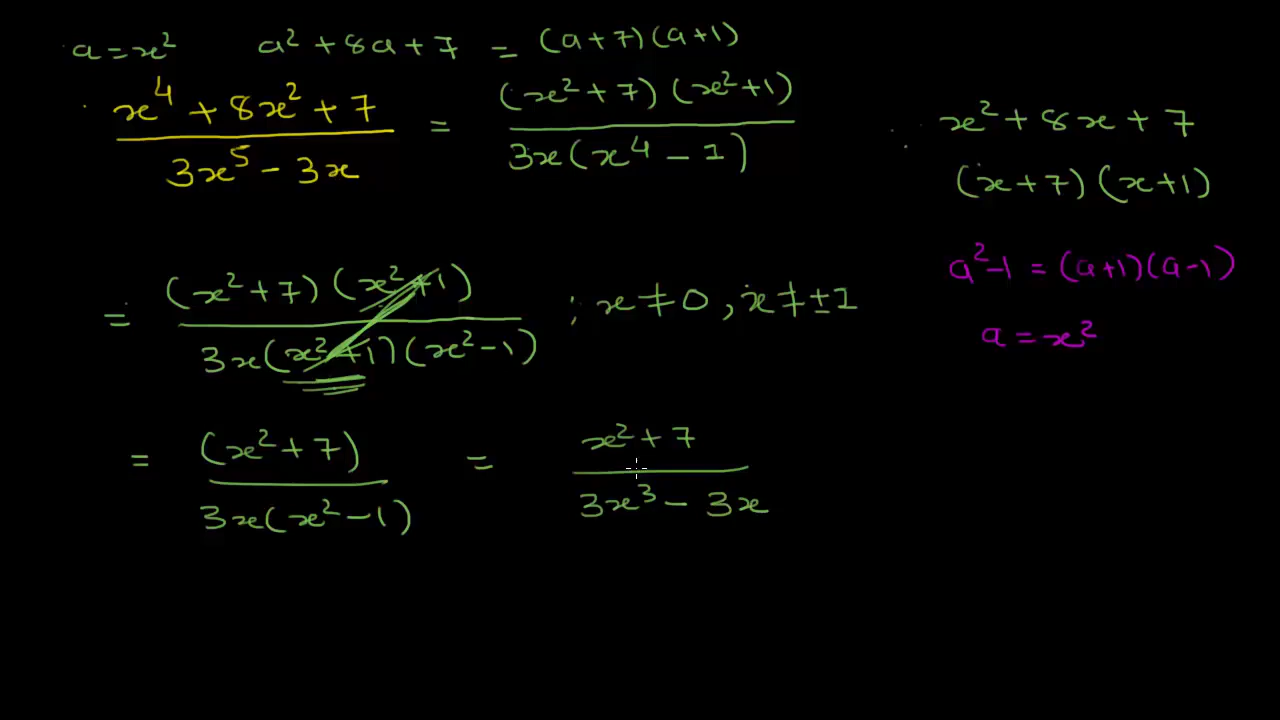 a = x² a² + 8a + 7 = (a+7)(a+1)
x⁴ + 8x² + 7 / 3x⁵ - 3x = (x² + 7)(x² + 1) / 3x(x⁴ - 1)
= (x² + 7)(x² + 1) / 3x(x² + 1)(x² - 1) ; x ≠ 0, x ≠ ±1
= (x² + 7) / 3x(x² - 1) = x² + 7 / 3x³ - 3x
x² + 8x + 7
(x + 7)(x + 1)
a² - 1 = (a+1)(a-1)
a = x²